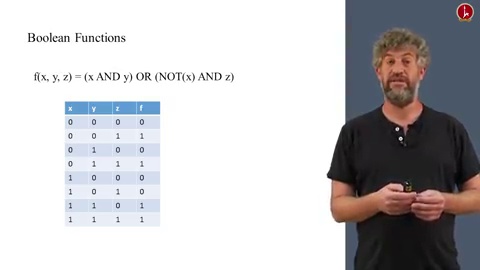 Boolean Functions
f(x, y, z) = (x AND y) OR (NOT(x) AND z)
x y z f
0 0 0 0
0 0 1 1
0 1 0 0
0 1 1 1
1 0 0 0
1 0 1 0
1 1 0 1
1 1 1 1